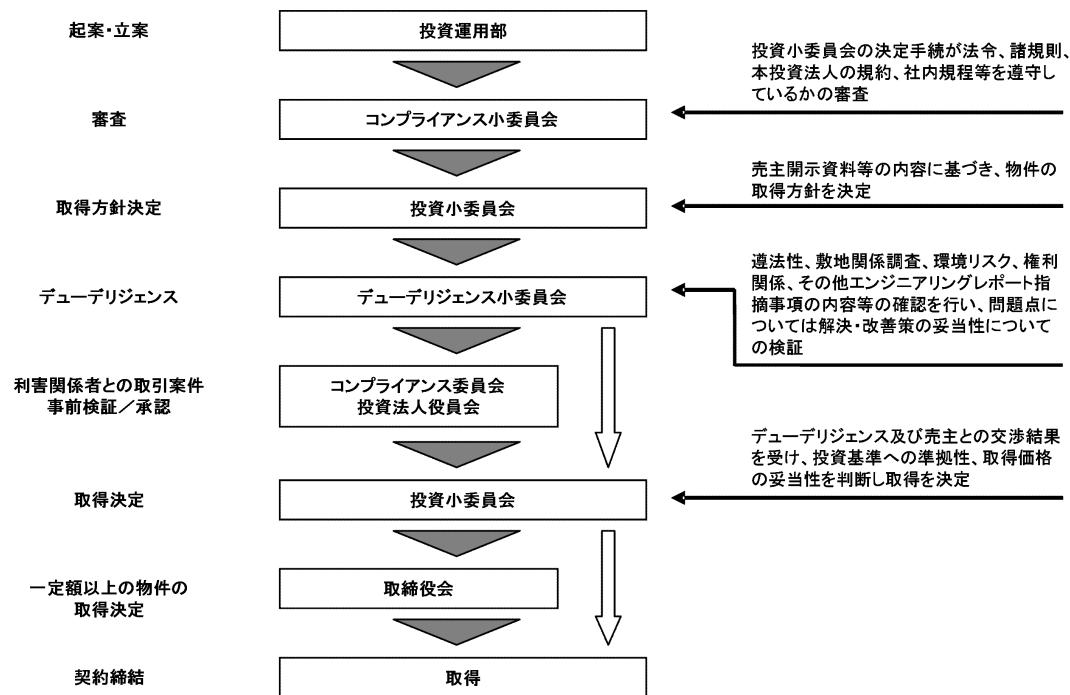 起案・立案
投資運用部
投資小委員会の決定手続が法令、諸規則、
本投資法人の規約、社内規程等を遵守し
ているかの審査
審査
コンプライアンス小委員会
売主開示資料等の内容に基づき、物件の
取得方針を決定
取得方針決定
投資小委員会
遵法性、敷地関係調査、環境リスク、権利
関係、その他エンジニアリングレポート指
摘事項の内容等の確認を行い、問題点に
ついては解決・改善策の妥当性について
の検証
デューデリジェンス
デューデリジェンス小委員会
利害関係者との取引案件
事前検証／承認
コンプライアンス委員会
投資法人役員会
デューデリジェンス及び売主との交渉結果
を受け、投資基準への準拠性、取得価格
の妥当性を判断し取得を決定
取得決定
投資小委員会
一定額以上の物件の
取得決定
取締役会
契約締結
取得